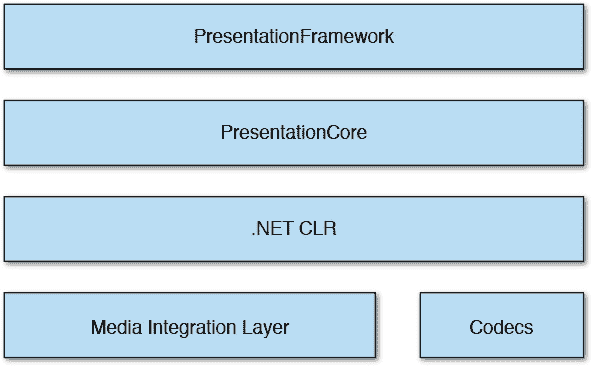 PresentationFramework
PresentationCore
.NET CLR
Media Integration Layer
Codecs